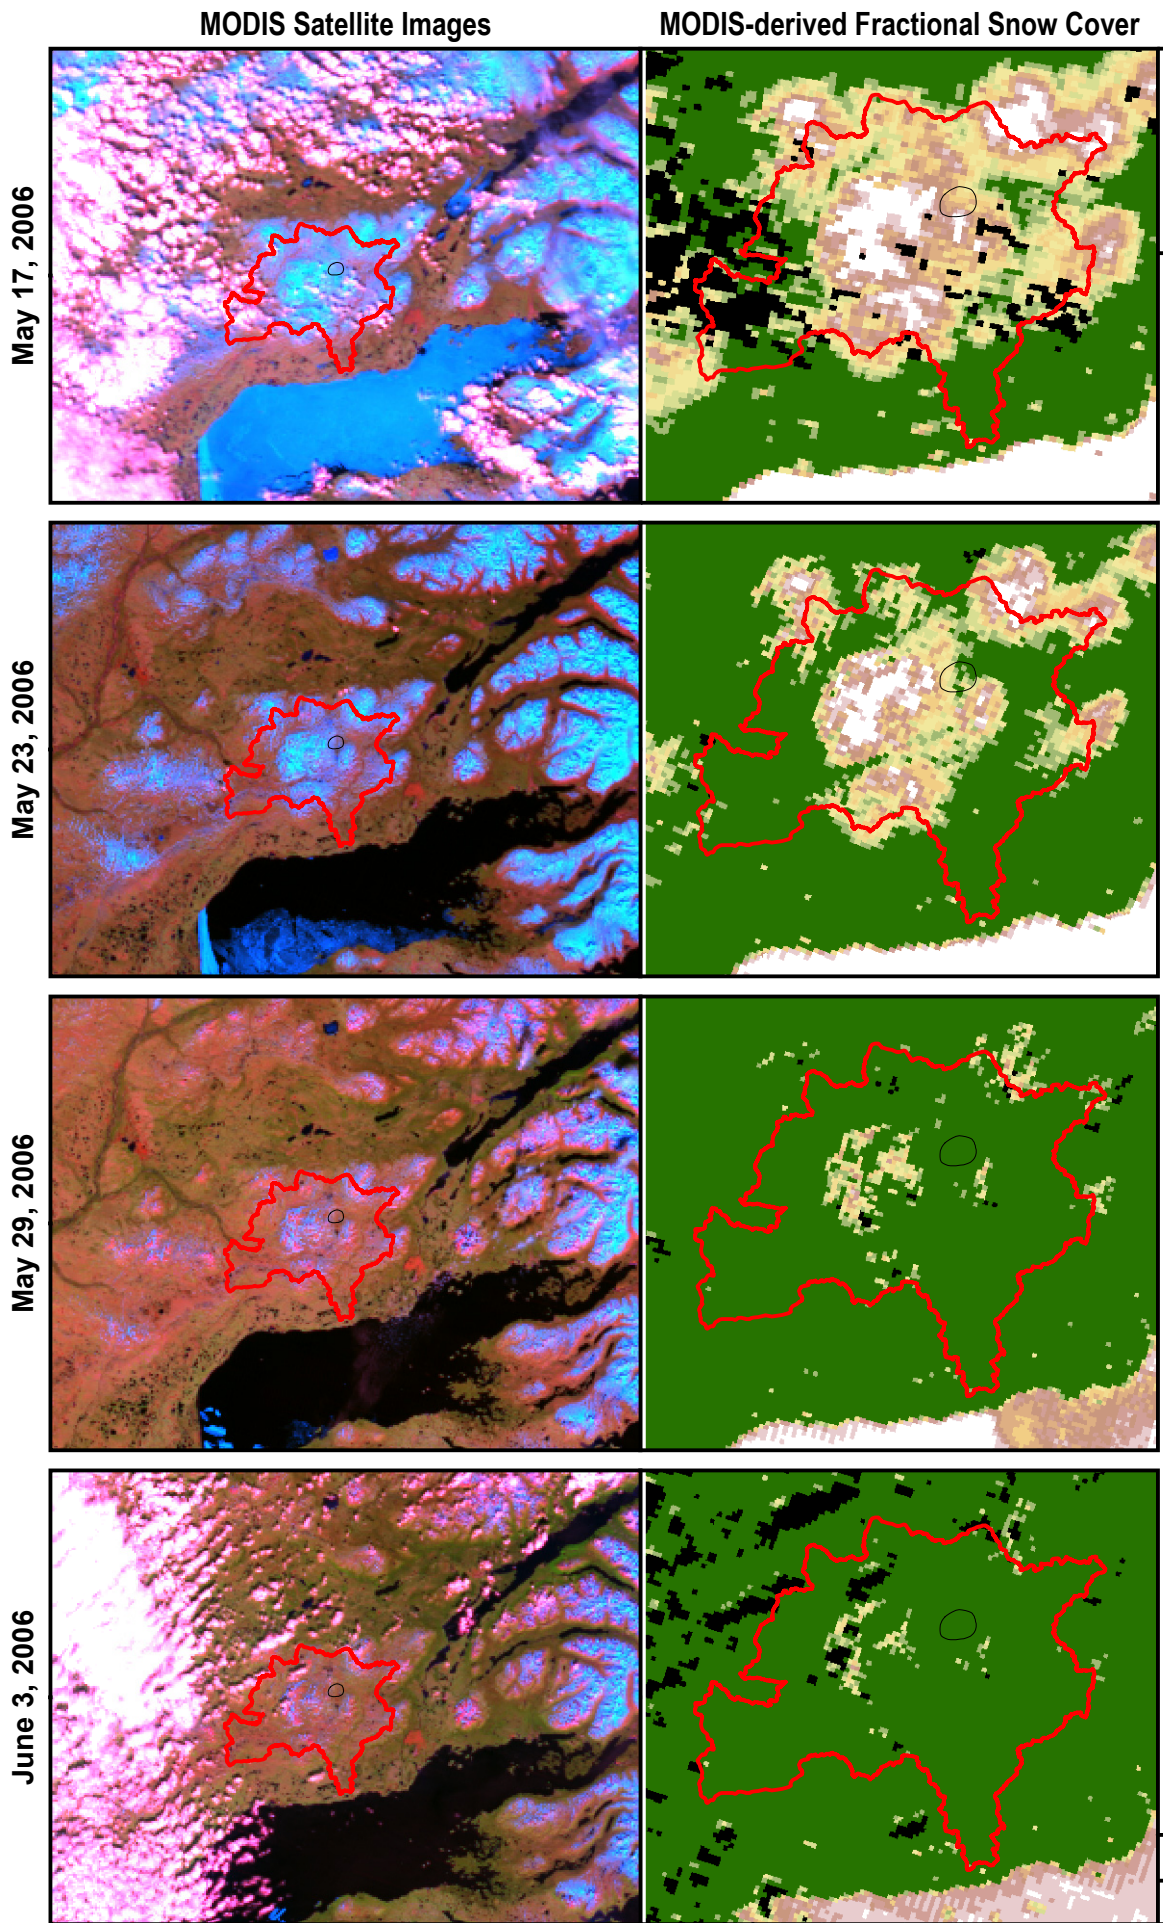 MODIS Satellite Images
MODIS-derived Fractional Snow Cover
May 17, 2006
May 23, 2006
May 29, 2006
June 3, 2006